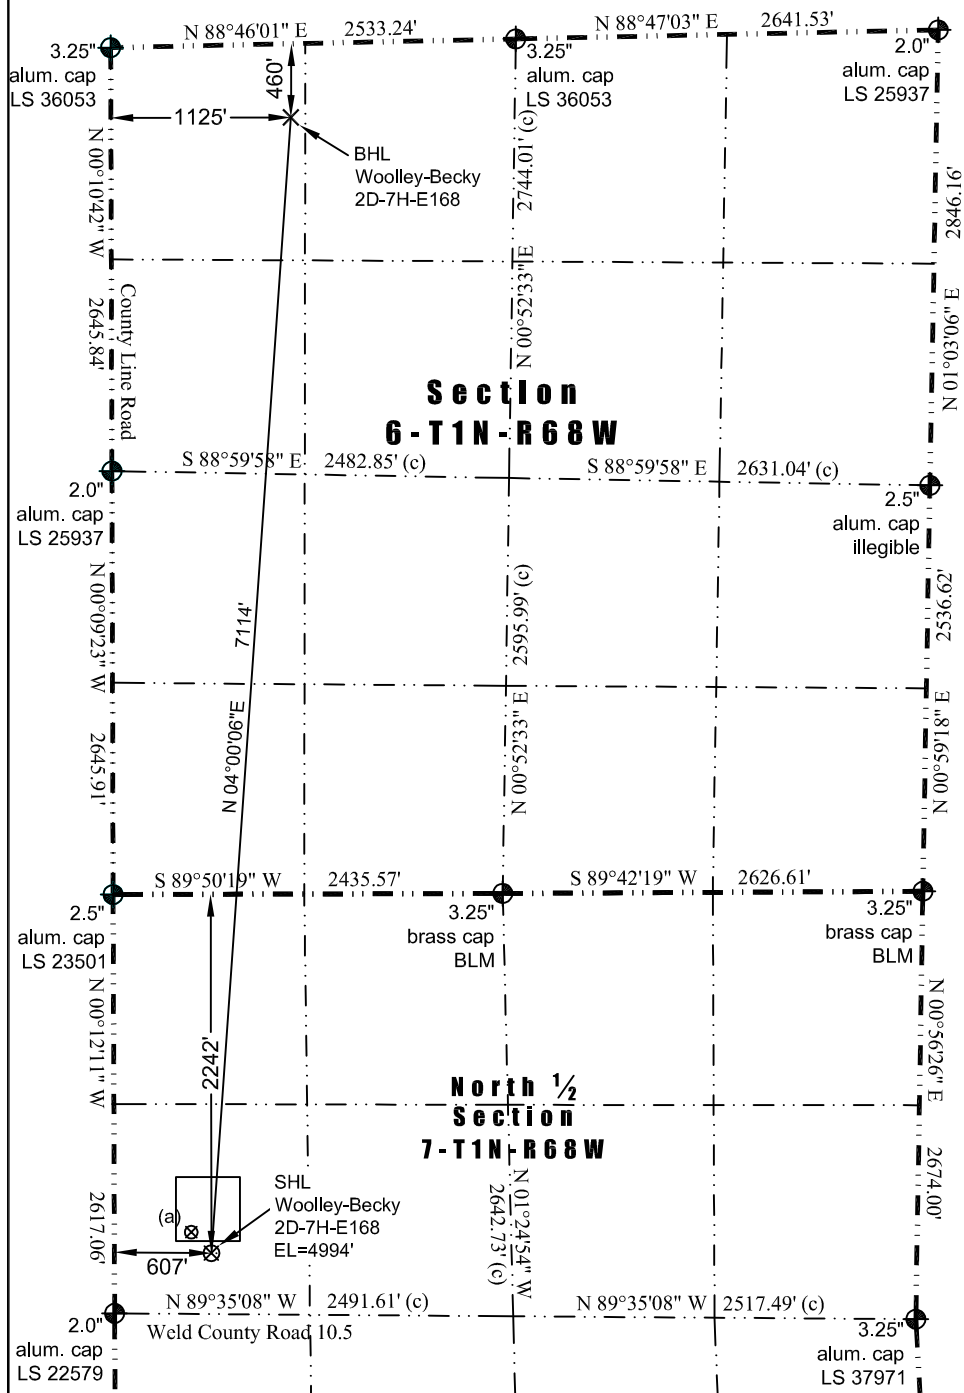 N 88°46'01" E 2533.24' N 88°47'03" E 2641.53'
3.25"
alum. cap
LS 36053
460'
3.25"
alum. cap
LS 36053
2.0"
alum. cap
LS 25937
1125'
BHL
Woolley-Becky
2D-7H-E168
N 00°10'42" W 2645.84'
County Line Road
N 00°52'33" E 2744.01' (c)
N 01°03'06" E 2846.16'
Section
6-T1N-R68W
S 88°59'58" E 2482.85' (c) S 88°59'58" E 2631.04' (c)
2.0"
alum. cap
LS 25937
2.5"
alum. cap
illegible
N 00°09'23" W 2645.91'
N 04°00'06"E 7114'
N 00°52'33" E 2595.99' (c)
N 00°59'18" E 2536.62'
S 89°50'19" W 2435.57' S 89°42'19" W 2626.61'
2.5"
alum. cap
LS 23501
3.25"
brass cap
BLM
3.25"
brass cap
BLM
N 00°12'11" W 2617.06'
2242'
North ½
Section
7-T1N-R68W
N 00°56'26" E 2674.00'
N 01°24'54" W
2642.73' (c)
(a)
SHL
Woolley-Becky
2D-7H-E168
EL=4994'
607'
N 89°35'08" W 2491.61' (c) N 89°35'08" W 2517.49' (c)
Weld County Road 10.5
2.0"
alum. cap
LS 22579
3.25"
alum. cap
LS 37971